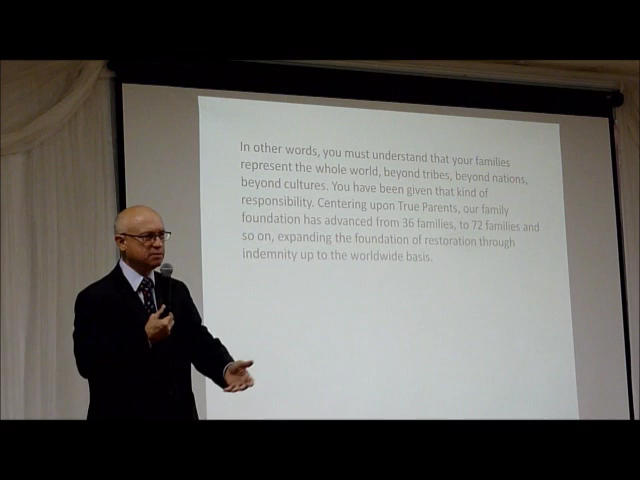 In other words, you must understand that your families
represent the whole world, beyond tribes, beyond nations,
beyond cultures. You have been given that kind of
responsibility. Centering upon True Parents, our family
foundation has advanced from 36 families, to 72 families and
so on, expanding the foundation of restoration through
indemnity up to the worldwide basis.